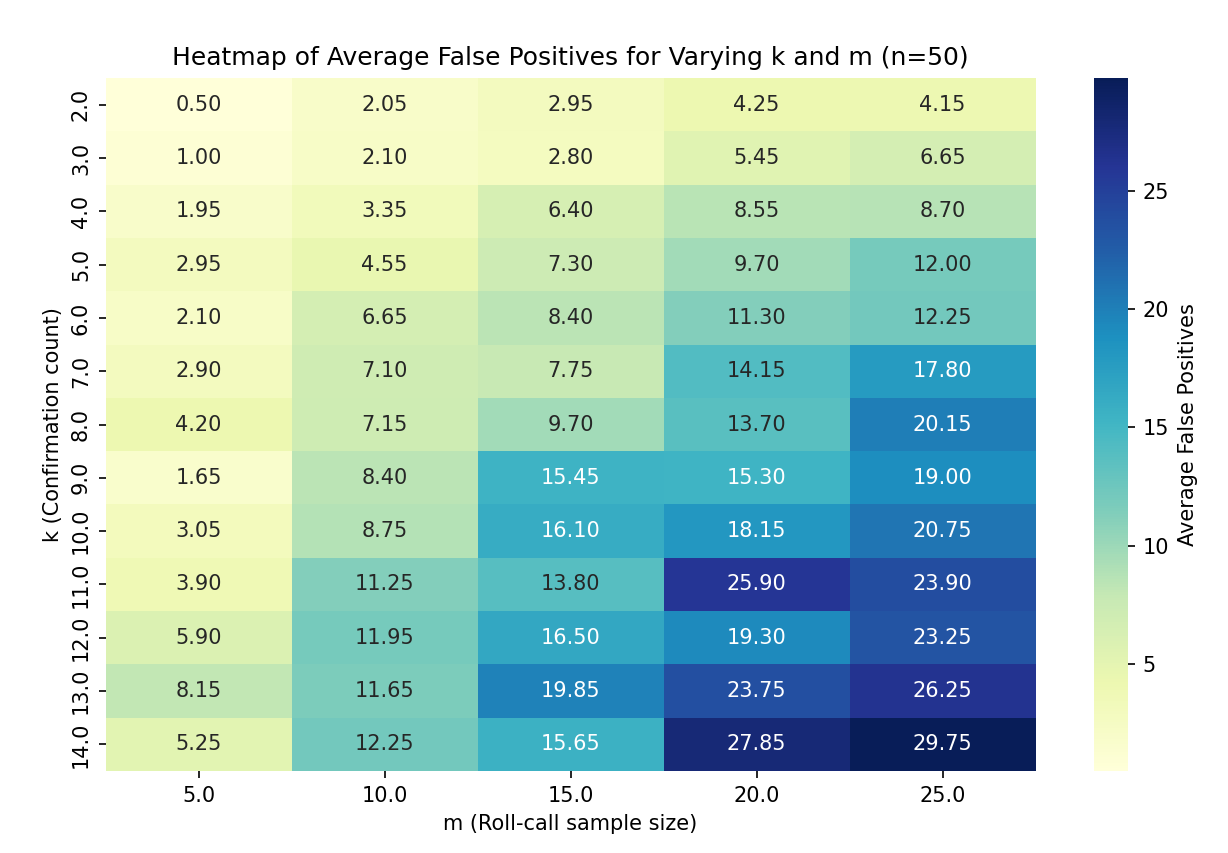 Heatmap of Average False Positives for Varying k and m (n=50)
k (Confirmation count)
2.0 0.50 2.05 2.95 4.25 4.15
3.0 1.00 2.10 2.80 5.45 6.65
4.0 1.95 3.35 6.40 8.55 8.70
5.0 2.95 4.55 7.30 9.70 12.00
6.0 2.10 6.65 8.40 11.30 12.25
7.0 2.90 7.10 7.75 14.15 17.80
8.0 4.20 7.15 9.70 13.70 20.15
9.0 1.65 8.40 15.45 15.30 19.00
10.0 3.05 8.75 16.10 18.15 20.75
11.0 3.90 11.25 13.80 25.90 23.90
12.0 5.90 11.95 16.50 19.30 23.25
13.0 8.15 11.65 19.85 23.75 26.25
14.0 5.25 12.25 15.65 27.85 29.75
5.0 10.0 15.0 20.0 25.0
m (Roll-call sample size)
25
20
15
10
5
Average False Positives